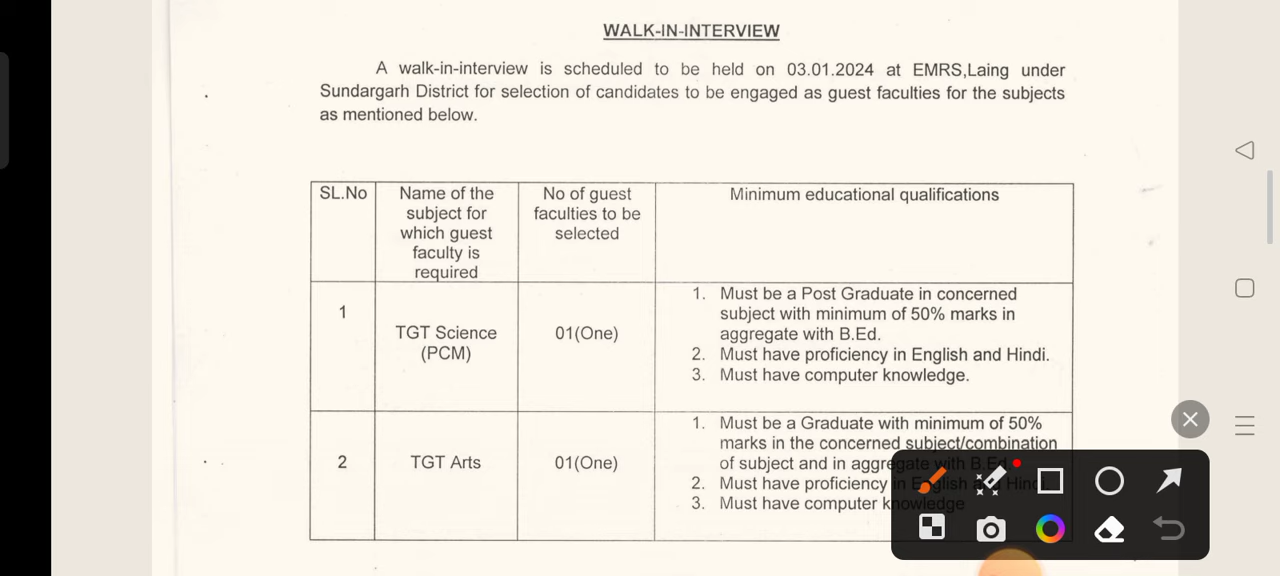 WALK-IN-INTERVIEW
A walk-in-interview is scheduled to be held on 03.01.2024 at EMRS,Laing under
Sundargarh District for selection of candidates to be engaged as guest faculties for the subjects
as mentioned below.
SL.No
Name of the
subject for
which guest
faculty is
required
No of guest
faculties to be
selected
Minimum educational qualifications
1
TGT Science
(PCM)
01(One)
1. Must be a Post Graduate in concerned
subject with minimum of 50% marks in
aggregate with B.Ed.
2. Must have proficiency in English and Hindi.
3. Must have computer knowledge.
2
TGT Arts
01(One)
1. Must be a Graduate with minimum of 50%
marks in the concerned subject/combination
of subject and in aggregate with B.Ed.
2. Must have proficiency in English and Hindi.
3. Must have computer knowledge